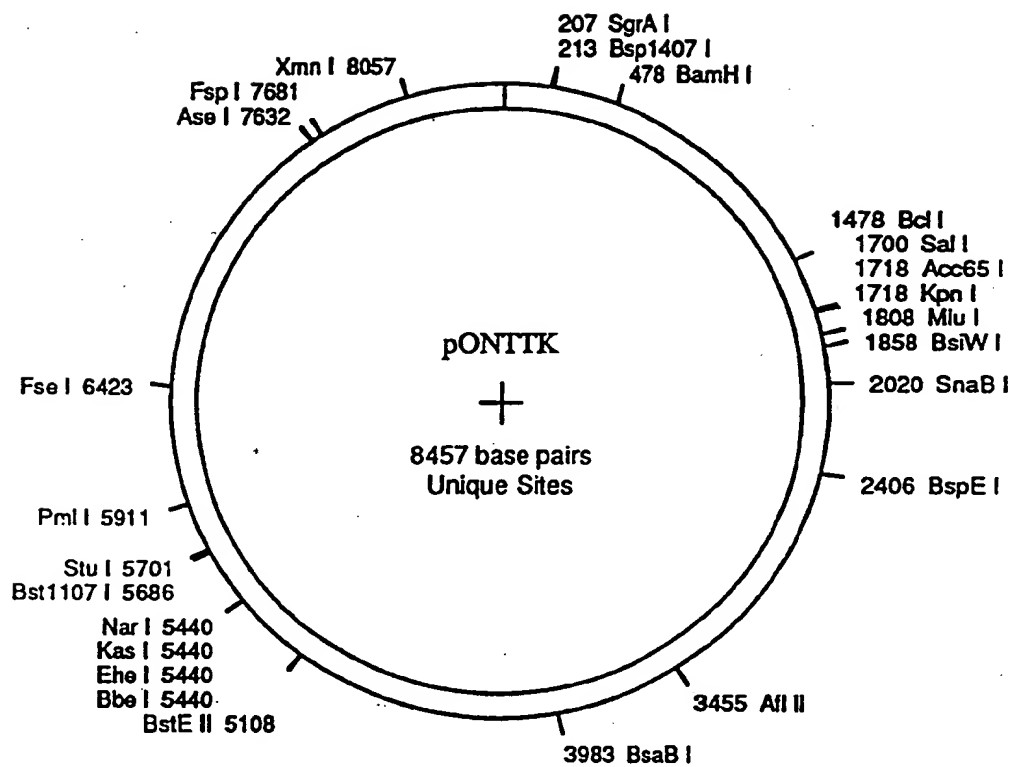 207 SgrA I
213 Bsp1407 I
478 BamH I
Xmn I 8057
Fsp I 7681
Ase I 7632
1478 Bcl I
1700 Sal I
1718 Acc65 I
1718 Kpn I
1808 Mlu I
1858 BsiW I
2020 SnaB I
2406 BspE I
pONTTK
8457 base pairs
Unique Sites
Fse I 6423
Pml I 5911
Stu I 5701
Bst1107 I 5686
Nar I 5440
Kas I 5440
Ehe I 5440
Bbe I 5440
BstE II 5108
3455 Afl II
3983 BsaB I